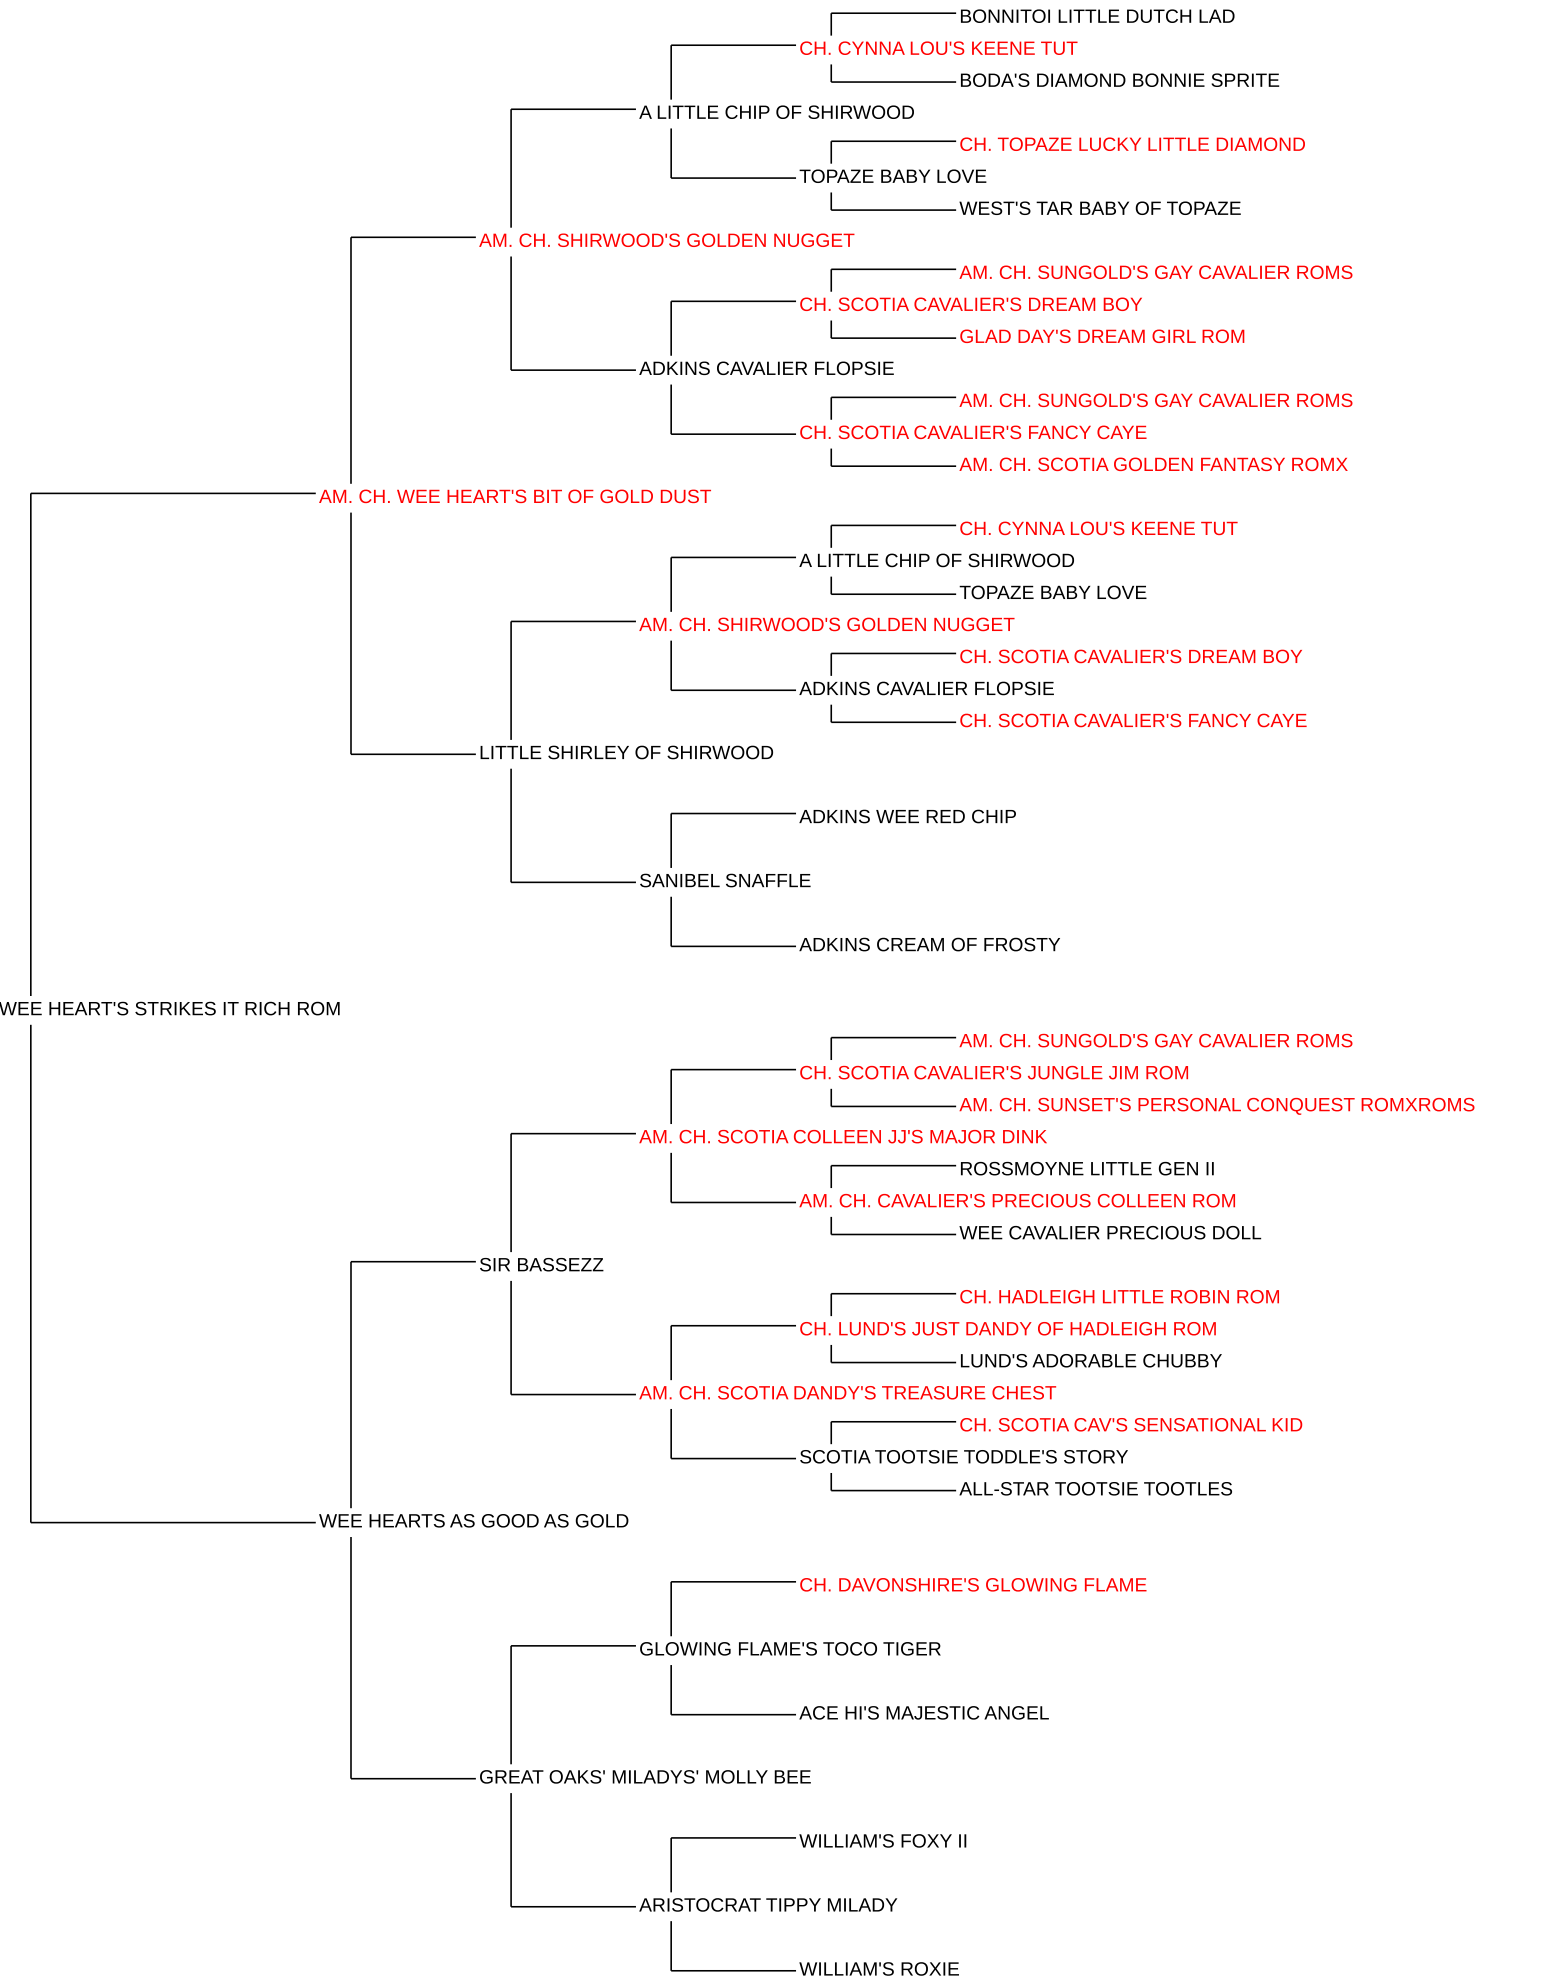 BONNITOI LITTLE DUTCH LAD
CH. CYNNA LOU'S KEENE TUT
BODA'S DIAMOND BONNIE SPRITE
A LITTLE CHIP OF SHIRWOOD
CH. TOPAZE LUCKY LITTLE DIAMOND
TOPAZE BABY LOVE
WEST'S TAR BABY OF TOPAZE
AM. CH. SHIRWOOD'S GOLDEN NUGGET
AM. CH. SUNGOLD'S GAY CAVALIER ROMS
CH. SCOTIA CAVALIER'S DREAM BOY
GLAD DAY'S DREAM GIRL ROM
ADKINS CAVALIER FLOPSIE
AM. CH. SUNGOLD'S GAY CAVALIER ROMS
CH. SCOTIA CAVALIER'S FANCY CAYE
AM. CH. SCOTIA GOLDEN FANTASY ROMX
AM. CH. WEE HEART'S BIT OF GOLD DUST
CH. CYNNA LOU'S KEENE TUT
A LITTLE CHIP OF SHIRWOOD
TOPAZE BABY LOVE
AM. CH. SHIRWOOD'S GOLDEN NUGGET
CH. SCOTIA CAVALIER'S DREAM BOY
ADKINS CAVALIER FLOPSIE
CH. SCOTIA CAVALIER'S FANCY CAYE
LITTLE SHIRLEY OF SHIRWOOD
ADKINS WEE RED CHIP
SANIBEL SNAFFLE
ADKINS CREAM OF FROSTY
WEE HEART'S STRIKES IT RICH ROM
AM. CH. SUNGOLD'S GAY CAVALIER ROMS
CH. SCOTIA CAVALIER'S JUNGLE JIM ROM
AM. CH. SUNSET'S PERSONAL CONQUEST ROMXROMS
AM. CH. SCOTIA COLLEEN JJ'S MAJOR DINK
ROSSMOYNE LITTLE GEN II
AM. CH. CAVALIER'S PRECIOUS COLLEEN ROM
WEE CAVALIER PRECIOUS DOLL
SIR BASSEZZ
CH. HADLEIGH LITTLE ROBIN ROM
CH. LUND'S JUST DANDY OF HADLEIGH ROM
LUND'S ADORABLE CHUBBY
AM. CH. SCOTIA DANDY'S TREASURE CHEST
CH. SCOTIA CAV'S SENSATIONAL KID
SCOTIA TOOTSIE TODDLE'S STORY
ALL-STAR TOOTSIE TOOTLES
WEE HEARTS AS GOOD AS GOLD
CH. DAVONSHIRE'S GLOWING FLAME
GLOWING FLAME'S TOCO TIGER
ACE HI'S MAJESTIC ANGEL
GREAT OAKS' MILADYS' MOLLY BEE
WILLIAM'S FOXY II
ARISTOCRAT TIPPY MILADY
WILLIAM'S ROXIE